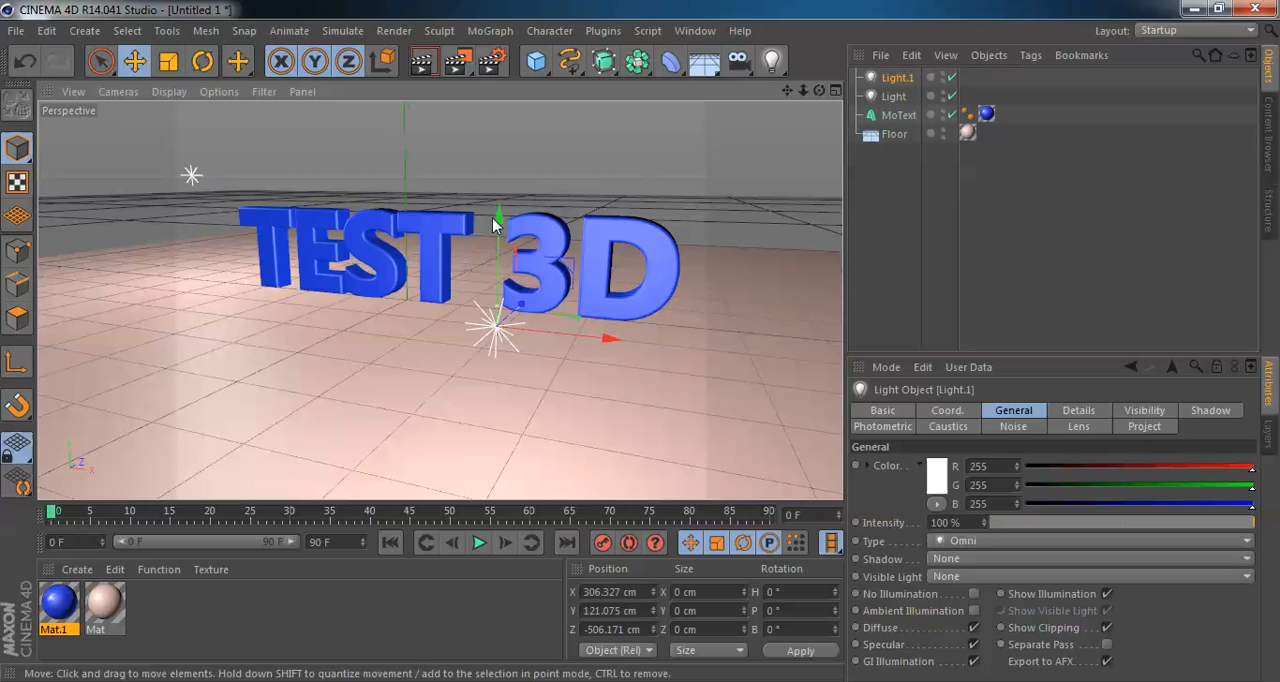 CINEMA 4D R14.041 Studio - [Untitled 1 *]
File Edit Create Select Tools Mesh Snap Animate Simulate Render Sculpt MoGraph Character Plugins Script Window Help
Layout: Startup
X Y Z
File Edit View Objects Tags Bookmarks
View Cameras Display Options Filter Panel
Perspective
Light.1
Light
MoText
Floor
Objects
Content Browser
Structure
TEST 3D
Y
Z
X
Mode Edit User Data
Light Object [Light.1]
Basic Coord. General Details Visibility Shadow
Photometric Caustics Noise Lens Project
General
Color.. R 255
G 255
B 255
Intensity... 100 %
Type Omni
Shadow None
Visible Light None
No Illumination Show Illumination
Ambient Illumination Show Visible Light
Diffuse Show Clipping
Specular Separate Pass
GI Illumination Export to AFX.
Attributes
Layers
0 5 10 15 20 25 30 35 40 45 50 55 60 65 70 75 80 85 90 0 F
0 F 0 F 90 F 90 F
Create Edit Function Texture
Mat.1 Mat
Position Size Rotation
X 306.327 cm X 0 cm H 0 °
Y 121.075 cm Y 0 cm P 0 °
Z -506.171 cm Z 0 cm B 0 °
Object (Rel) Size Apply
MAXON
CINEMA 4D
Move: Click and drag to move elements. Hold down SHIFT to quantize movement / add to the selection in point mode, CTRL to remove.